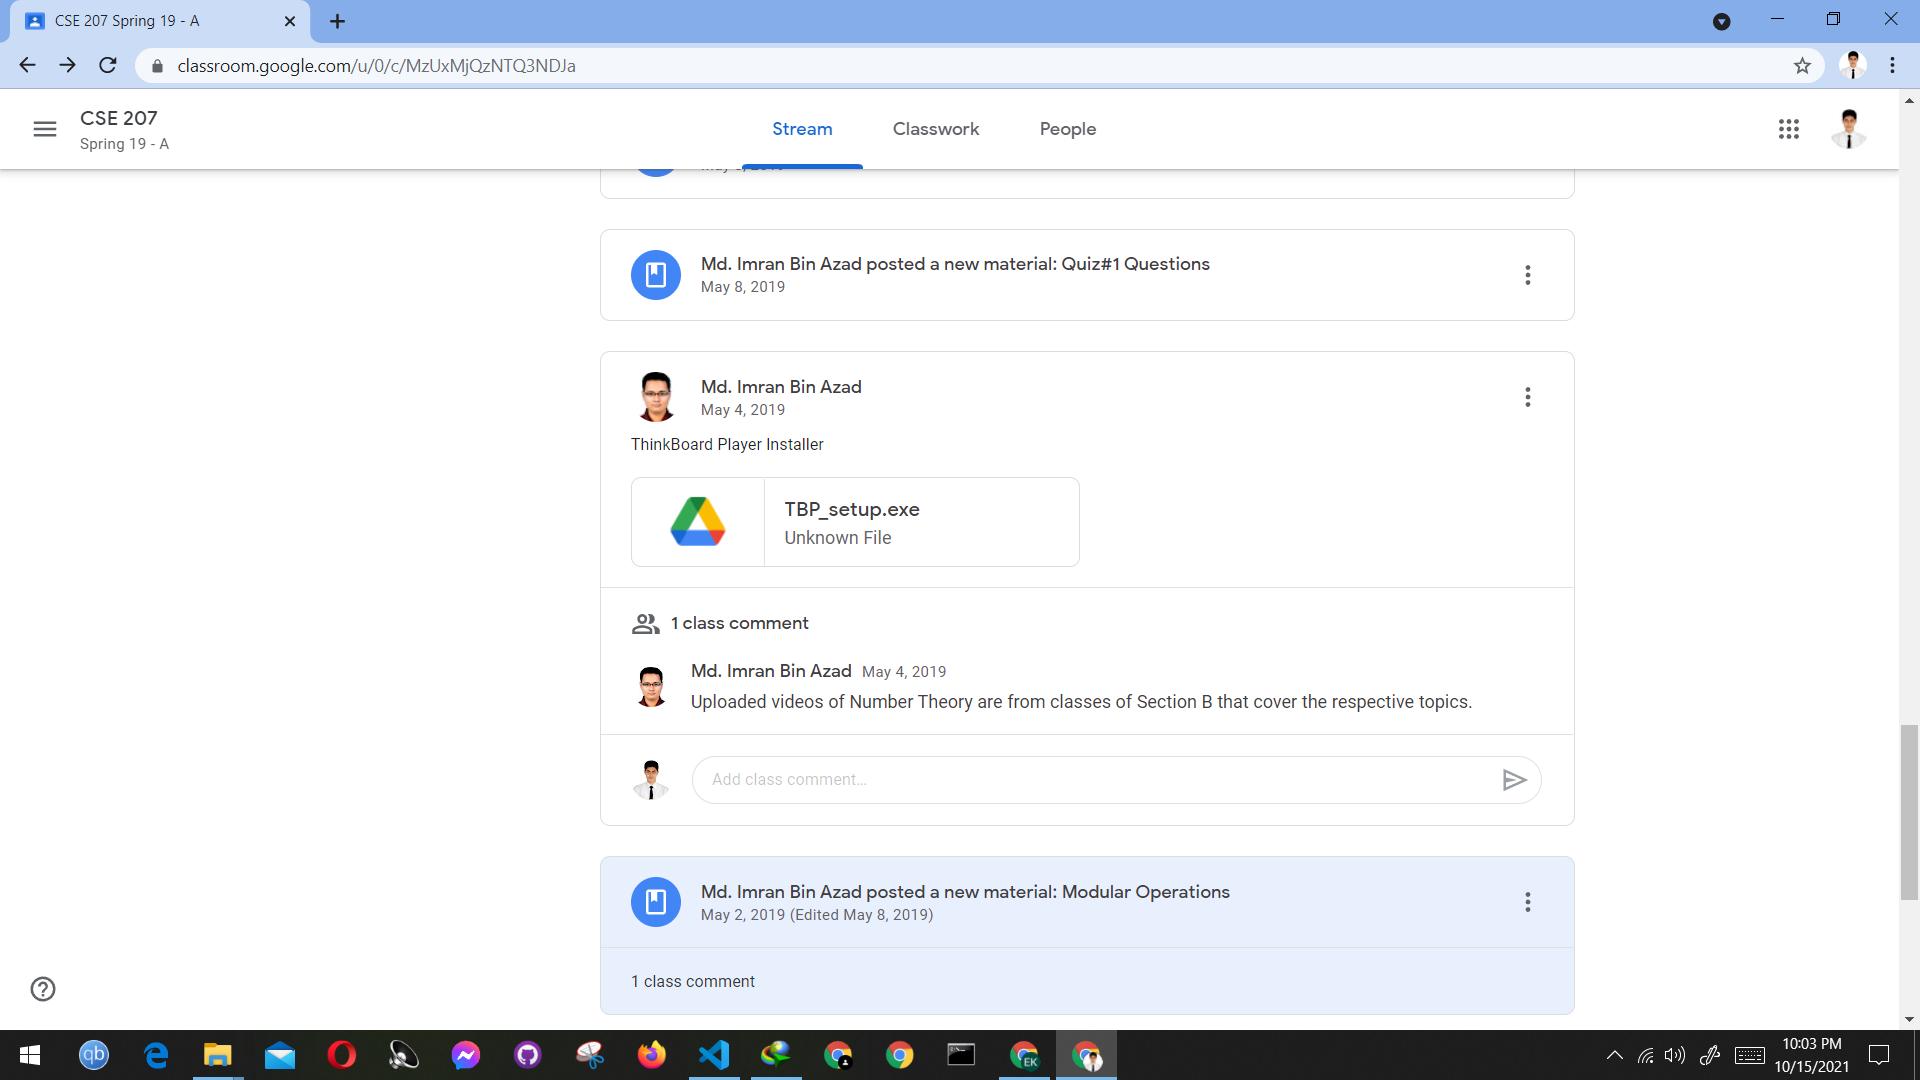 CSE 207 Spring 19 - A
classroom.google.com/u/0/c/MzUxMjQzNTQ3NDJa
CSE 207
Spring 19 - A
Stream
Classwork
People
Md. Imran Bin Azad posted a new material: Quiz#1 Questions
May 8, 2019
Md. Imran Bin Azad
May 4, 2019
ThinkBoard Player Installer
TBP_setup.exe
Unknown File
1 class comment
Md. Imran Bin Azad May 4, 2019
Uploaded videos of Number Theory are from classes of Section B that cover the respective topics.
Add class comment...
Md. Imran Bin Azad posted a new material: Modular Operations
May 2, 2019 (Edited May 8, 2019)
1 class comment
qb
EK
10:03 PM
10/15/2021